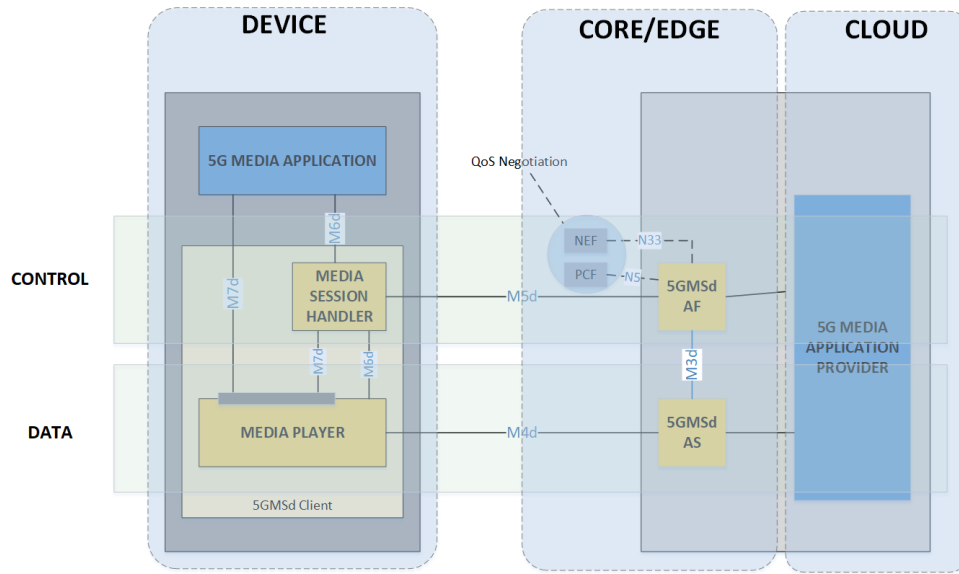 DEVICE
CORE/EDGE
CLOUD
5G MEDIA APPLICATION
QoS Negotiation
M6d
NEF
N33
CONTROL
MEDIA
SESSION
HANDLER
M7d
PCF
N5
M5d
5GMSd
AF
5G MEDIA
APPLICATION
PROVIDER
M7d
M6d
M3d
DATA
MEDIA PLAYER
M4d
5GMSd
AS
5GMSd Client